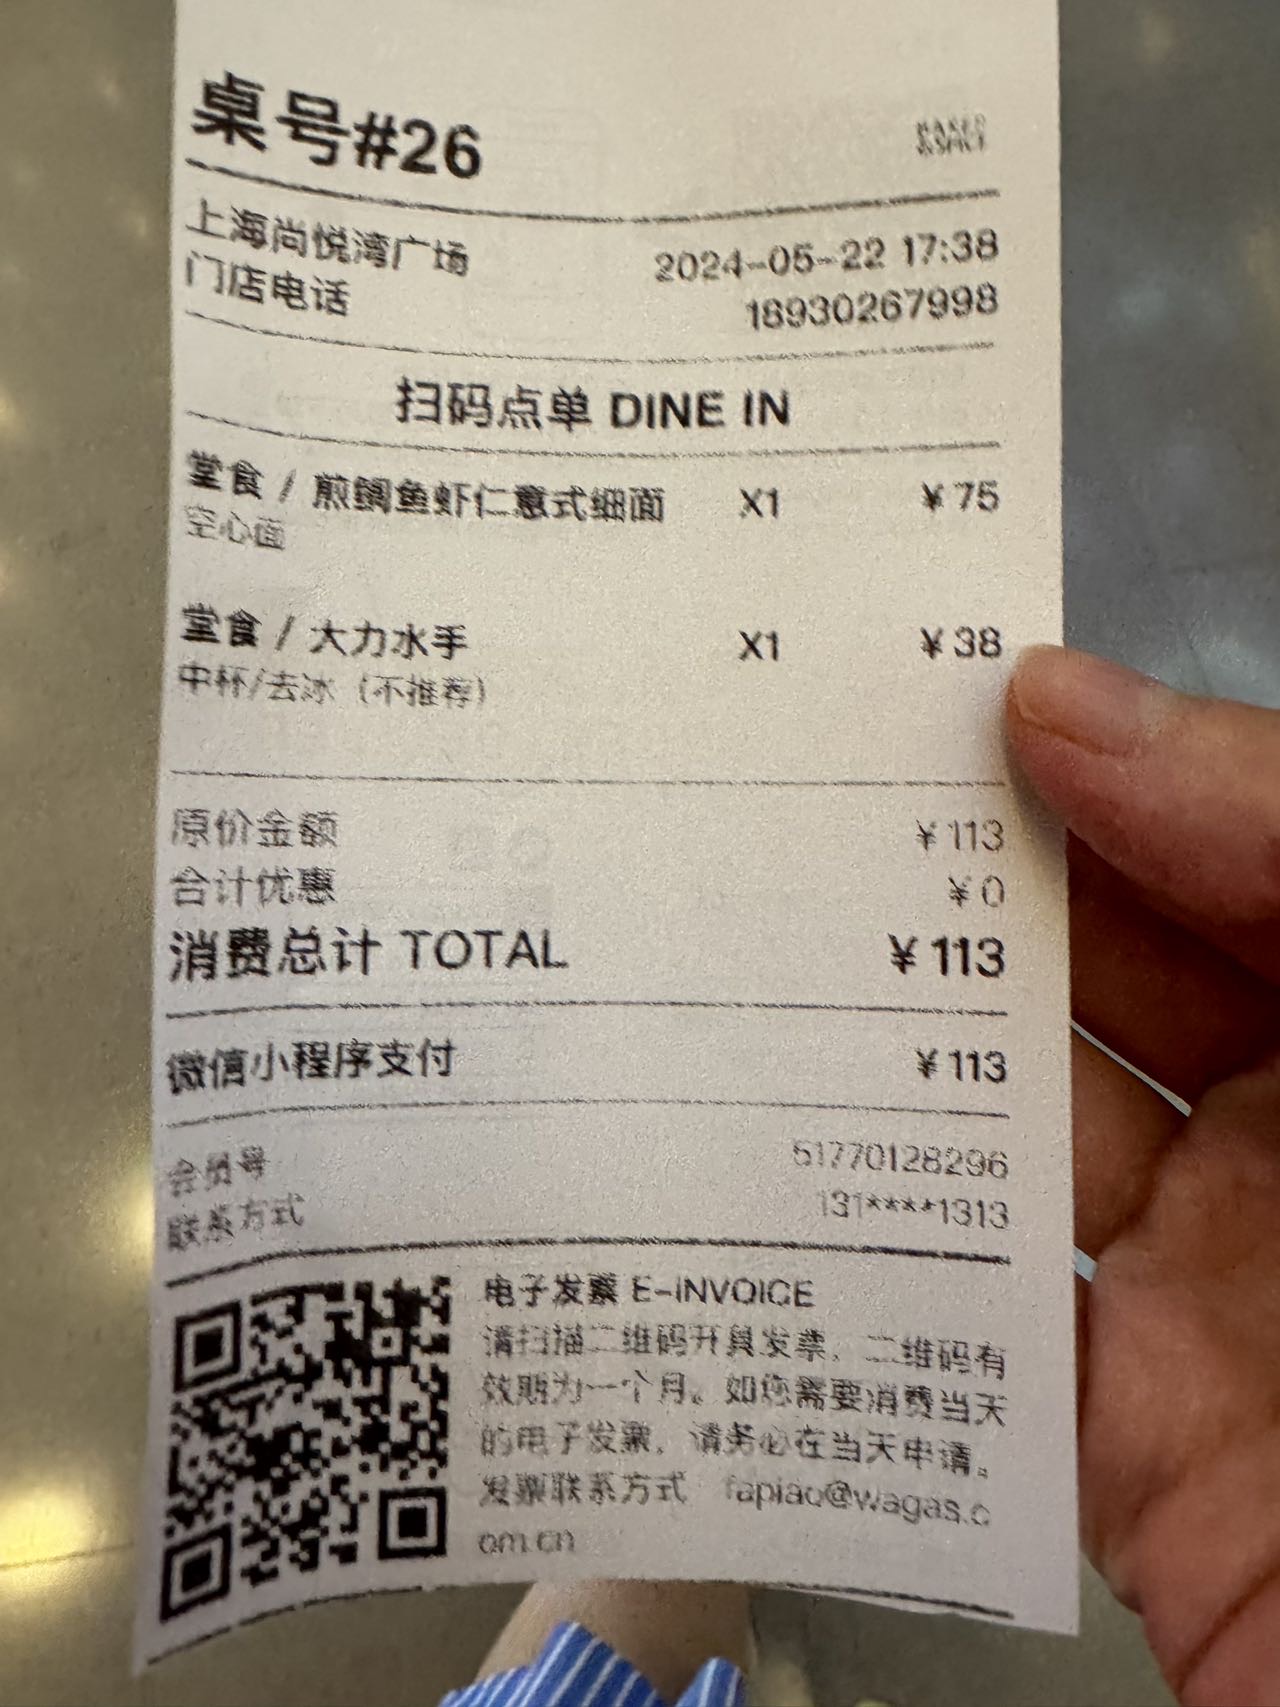 桌号#26
BAKER
&SPICE
上海尚悦湾广场 2024-05-22 17:38
门店电话 18930267998
扫码点单 DINE IN
堂食 / 煎鲷鱼虾仁意式细面 X1 ¥75
空心面
堂食 / 大力水手 X1 ¥38
中杯/去冰（不推荐）
原价金额 ¥113
合计优惠 ¥0
消费总计 TOTAL ¥113
微信小程序支付 ¥113
会员号 51770128296
联系方式 131****1313
电子发票 E-INVOICE
请扫描二维码开具发票，二维码有
效期为一个月。如您需要消费当天
的电子发票，请务必在当天申请。
发票联系方式 fapiao@wagas.c
om.cn